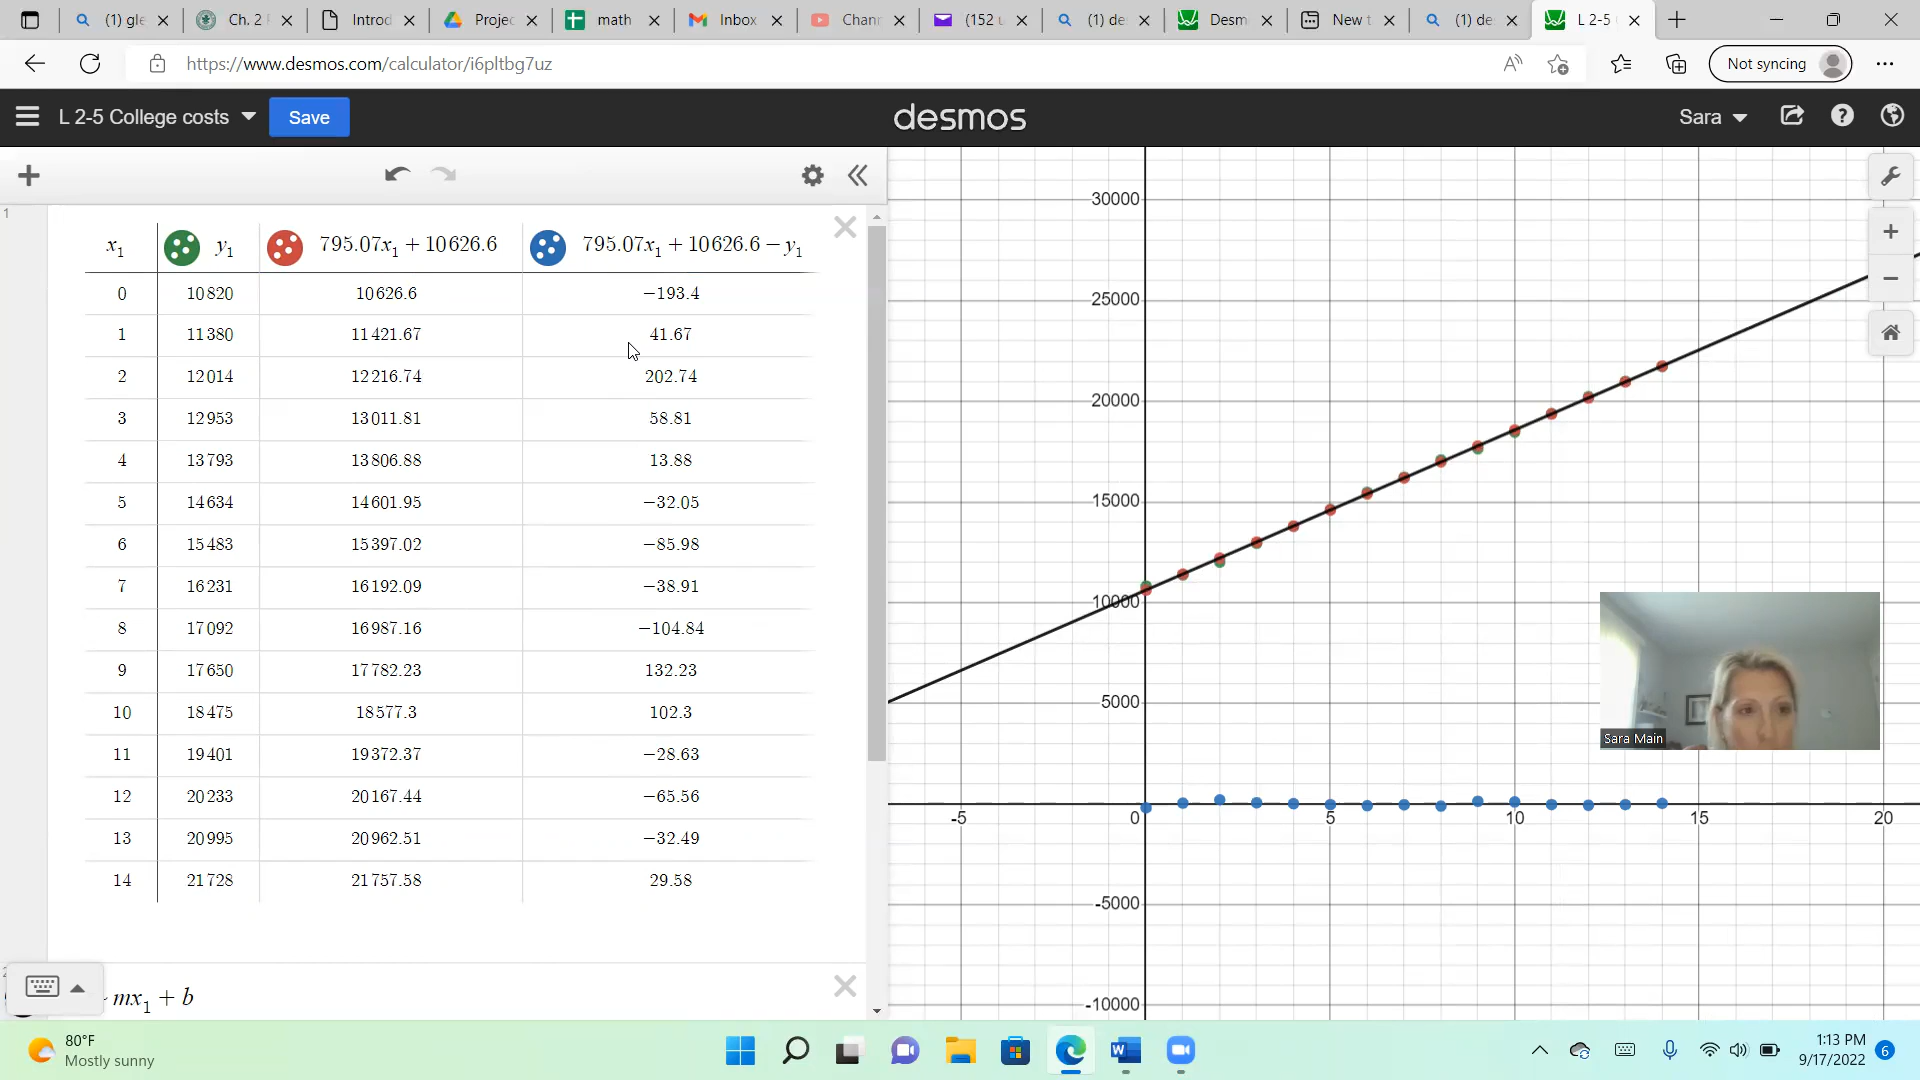 (1) gle
Ch. 2
Introd
Projec
math
Inbox
Chann
(152 u
(1) de
Desm
New t
(1) de
L 2-5
https://www.desmos.com/calculator/i6pltbg7uz
Not syncing
L 2-5 College costs
Save
desmos
Sara
1
x₁ y₁ 795.07x₁ + 10626.6 795.07x₁ + 10626.6 − y₁
0 10820 10626.6 −193.4
1 11380 11421.67 41.67
2 12014 12216.74 202.74
3 12953 13011.81 58.81
4 13793 13806.88 13.88
5 14634 14601.95 −32.05
6 15483 15397.02 −85.98
7 16231 16192.09 −38.91
8 17092 16987.16 −104.84
9 17650 17782.23 132.23
10 18475 18577.3 102.3
11 19401 19372.37 −28.63
12 20233 20167.44 −65.56
13 20995 20962.51 −32.49
14 21728 21757.58 29.58
mx₁ + b
30000
25000
20000
15000
10000
5000
-5 0 5 10 15 20
-5000
-10000
Sara Main
80°F
Mostly sunny
1:13 PM
9/17/2022
6